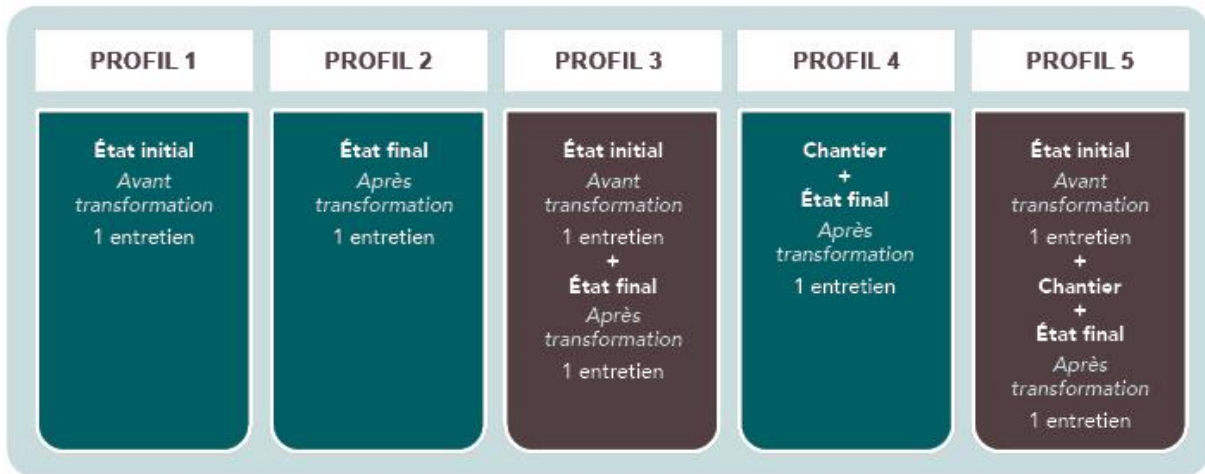 PROFIL 1
État initial
Avant
transformation
1 entretien
PROFIL 2
État final
Après
transformation
1 entretien
PROFIL 3
État initial
Avant
transformation
1 entretien
+
État final
Après
transformation
1 entretien
PROFIL 4
Chantier
+
État final
Après
transformation
1 entretien
PROFIL 5
État initial
Avant
transformation
1 entretien
+
Chantier
+
État final
Après
transformation
1 entretien